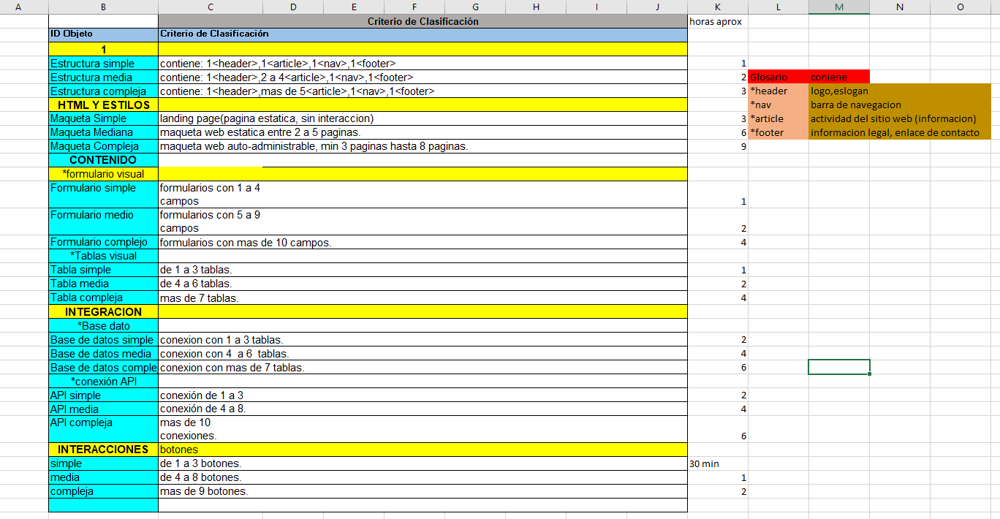 A B C D E F G H I J K L M N O
Criterio de Clasificación horas aprox
ID Objeto Criterio de Clasificación
1
Estructura simple contiene: 1<header>,1<article>,1<nav>,1<footer> 1
Estructura media contiene: 1<header>,2 a 4<article>,1<nav>,1<footer> 2 Glosario coniene
Estructura compleja contiene: 1<header>,mas de 5<article>,1<nav>,1<footer> 3 *header logo,eslogan
HTML Y ESTILOS *nav barra de navegacion
Maqueta Simple landing page(pagina estatica, sin interaccion) 3 *article actividad del sitio web (informacion)
Maqueta Mediana maqueta web estatica entre 2 a 5 paginas. 6 *footer informacion legal, enlace de contacto
Maqueta Compleja maqueta web auto-administrable, min 3 paginas hasta 8 paginas. 9
CONTENIDO
*formulario visual
Formulario simple formularios con 1 a 4
campos 1
Formulario medio formularios con 5 a 9
campos 2
Formulario complejo formularios con mas de 10 campos. 4
*Tablas visual
Tabla simple de 1 a 3 tablas. 1
Tabla media de 4 a 6 tablas. 2
Tabla compleja mas de 7 tablas. 4
INTEGRACION
*Base dato
Base de datos simple conexion con 1 a 3 tablas. 2
Base de datos media conexion con 4 a 6 tablas. 4
Base de datos comple conexion con mas de 7 tablas. 6
*conexión API
API simple conexión de 1 a 3 2
API media conexión de 4 a 8. 4
API compleja mas de 10
conexiones. 6
INTERACCIONES botones
simple de 1 a 3 botones. 30 min
media de 4 a 8 botones. 1
compleja mas de 9 botones. 2